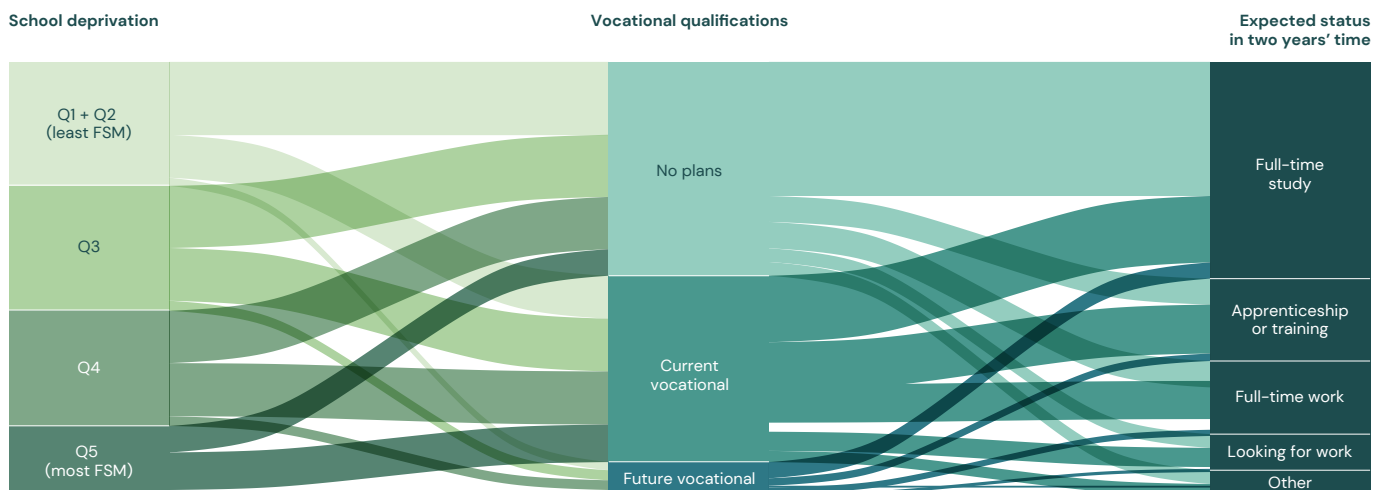 School deprivation
Vocational qualifications
Expected status
in two years’ time
Q1 + Q2
(least FSM)
Q3
Q4
Q5
(most FSM)
No plans
Current
vocational
Future vocational
Full-time
study
Apprenticeship
or training
Full-time work
Looking for work
Other